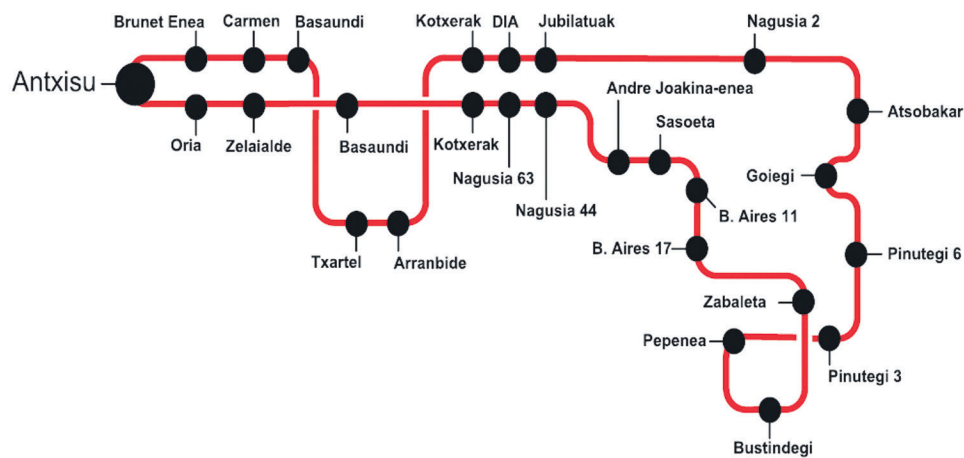 Brunet Enea
Carmen
Basaundi
Kotxerak
DIA
Jubilatuak
Nagusia 2
Antxisu
Andre Joakina-enea
Atsobakar
Sasoeta
Oria
Zelaialde
Basaundi
Kotxerak
Nagusia 63
Goiegi
Nagusia 44
B. Aires 11
B. Aires 17
Pinutegi 6
Txartel
Arranbide
Zabaleta
Pepenea
Pinutegi 3
Bustindegi